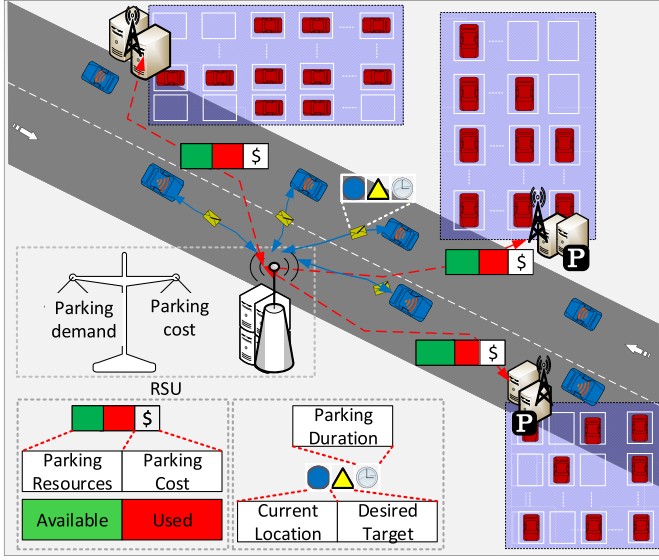 $
$
P
$
Parking
demand
Parking
cost
$
P
RSU
$
Parking
Resources
Parking
Cost
Available
Used
Parking
Duration
Current
Location
Desired
Target